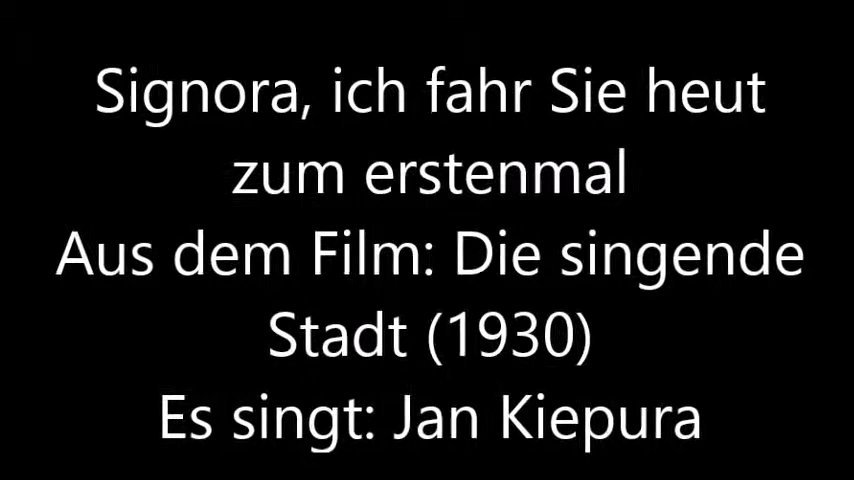 Signora, ich fahr Sie heut
zum erstenmal
Aus dem Film: Die singende
Stadt (1930)
Es singt: Jan Kiepura